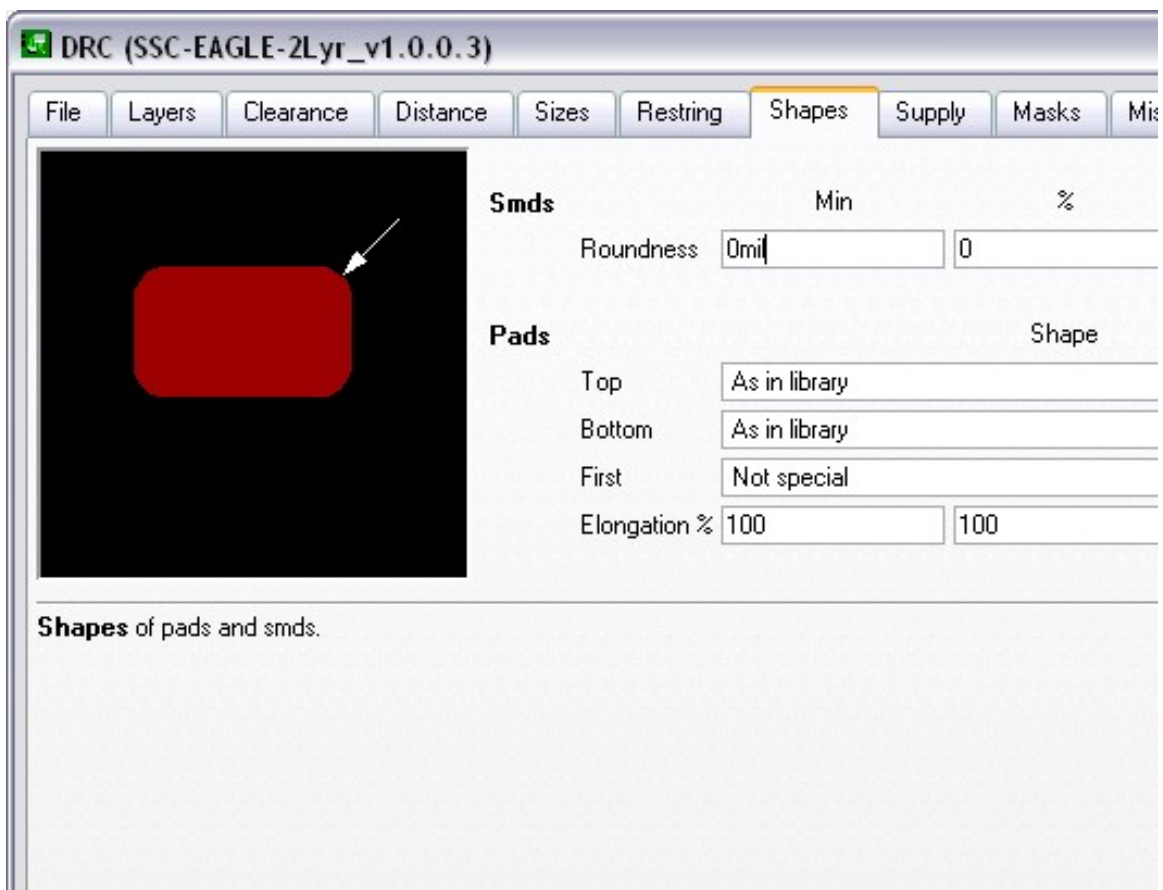 DRC (SSC-EAGLE-2Lyr_v1.0.0.3)
File Layers Clearance Distance Sizes Restring Shapes Supply Masks Mis
Smds Min %
Roundness 0mil 0
Pads Shape
Top As in library
Bottom As in library
First Not special
Elongation % 100 100
Shapes of pads and smds.